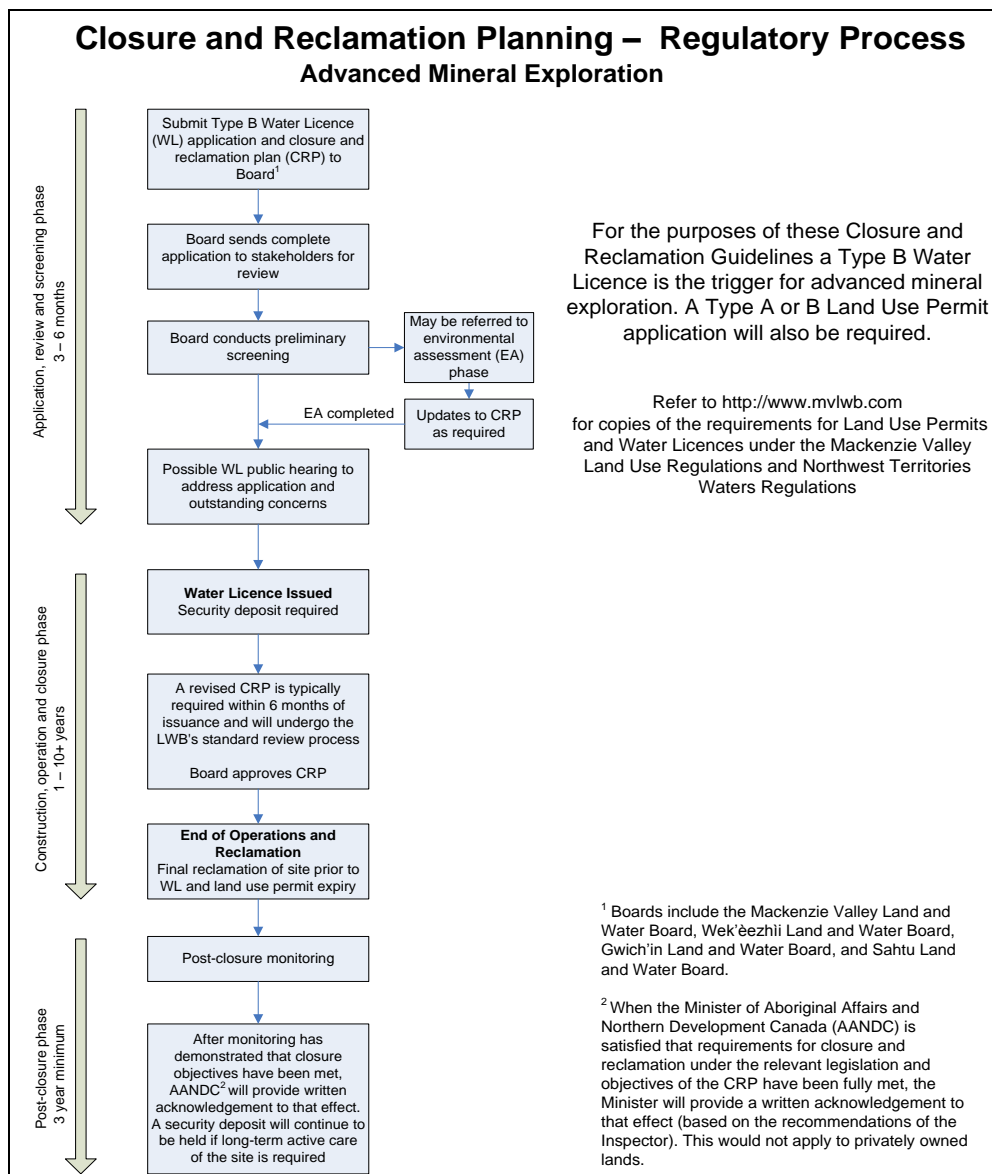 Closure and Reclamation Planning – Regulatory Process
Advanced Mineral Exploration
Application, review and screening phase
3 – 6 months
Submit Type B Water Licence
(WL) application and closure and
reclamation plan (CRP) to
Board1
Board sends complete
application to stakeholders for
review
Board conducts preliminary
screening
May be referred to
environmental
assessment (EA)
phase
EA completed
Updates to CRP
as required
Possible WL public hearing to
address application and
outstanding concerns
For the purposes of these Closure and
Reclamation Guidelines a Type B Water
Licence is the trigger for advanced mineral
exploration. A Type A or B Land Use Permit
application will also be required.
Refer to http://www.mvlwb.com
for copies of the requirements for Land Use Permits
and Water Licences under the Mackenzie Valley
Land Use Regulations and Northwest Territories
Waters Regulations
Construction, operation and closure phase
1 – 10+ years
Water Licence Issued
Security deposit required
A revised CRP is typically
required within 6 months of
issuance and will undergo the
LWB's standard review process
Board approves CRP
End of Operations and
Reclamation
Final reclamation of site prior to
WL and land use permit expiry
Post-closure phase
3 year minimum
Post-closure monitoring
After monitoring has
demonstrated that closure
objectives have been met,
AANDC2 will provide written
acknowledgement to that effect.
A security deposit will continue to
be held if long-term active care
of the site is required
1 Boards include the Mackenzie Valley Land and
Water Board, Wek'èezhìi Land and Water Board,
Gwich'in Land and Water Board, and Sahtu Land
and Water Board.
2 When the Minister of Aboriginal Affairs and
Northern Development Canada (AANDC) is
satisfied that requirements for closure and
reclamation under the relevant legislation and
objectives of the CRP have been fully met, the
Minister will provide a written acknowledgement to
that effect (based on the recommendations of the
Inspector). This would not apply to privately owned
lands.